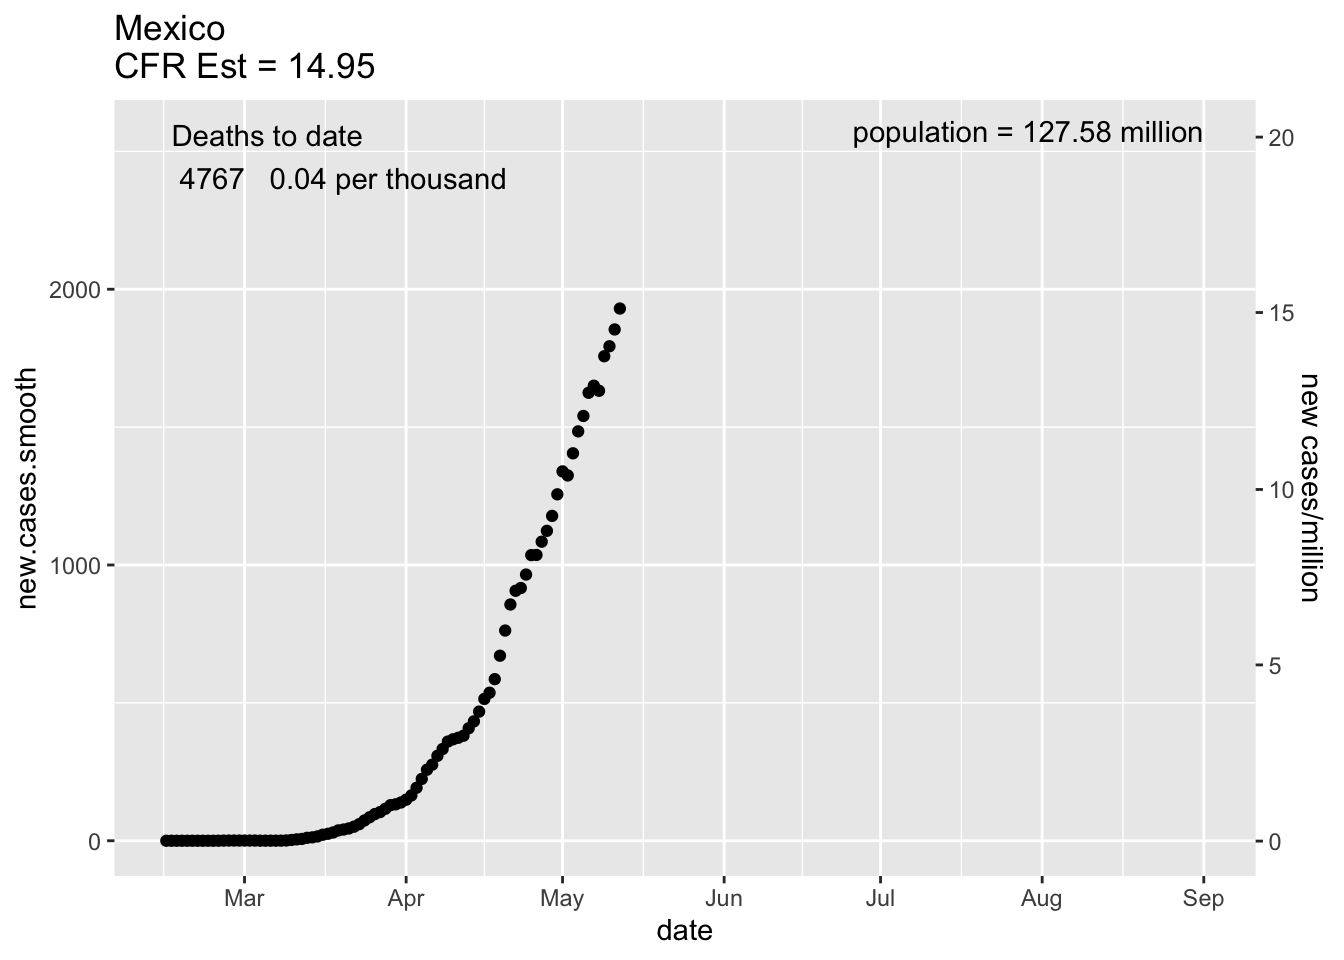 Mexico
CFR Est = 14.95
Deaths to date
4767 0.04 per thousand
population = 127.58 million
new.cases.smooth
2000
1000
0
20
15
10
5
0
new cases/million
Mar Apr May Jun Jul Aug Sep
date